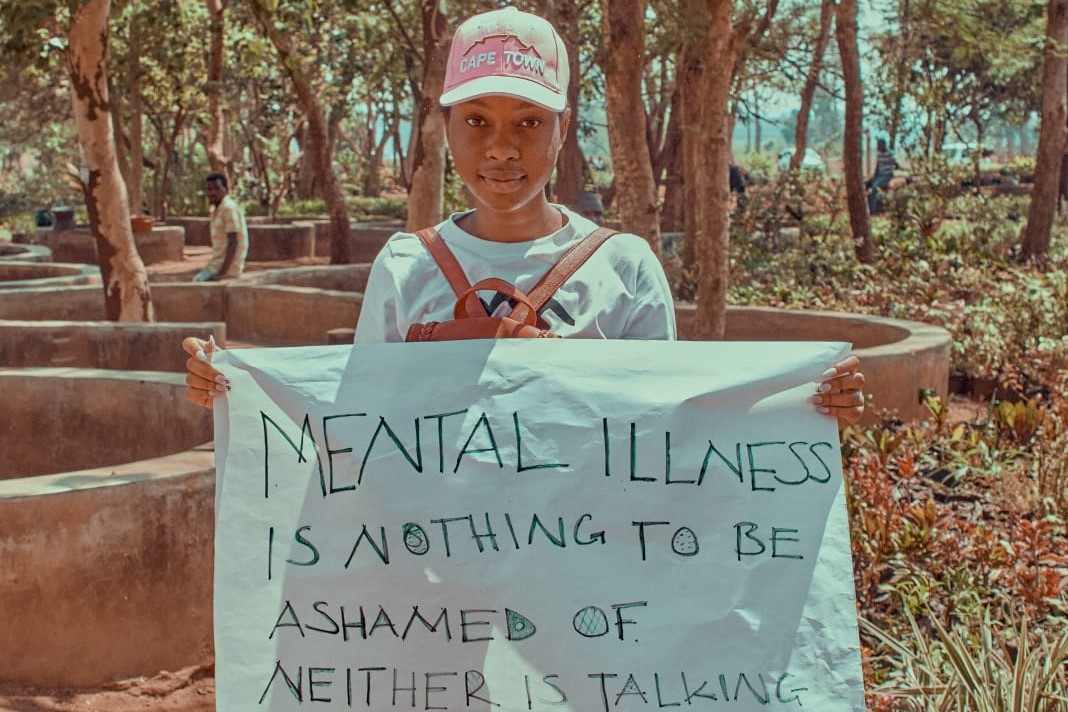 CAPE TOWN
MENTAL ILLNESS
IS NOTHING TO BE
ASHAMED OF.
NEITHER IS TALKING